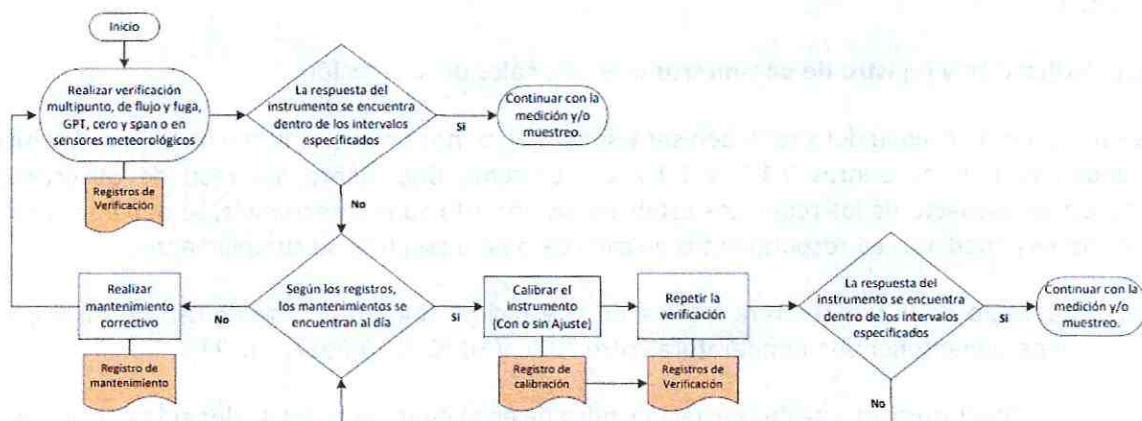 Inicio
Realizar verificación
multipunto, de flujo y fuga,
GPT, cero y span o en
sensores meteorológicos
Registros de
Verificación
La respuesta del
instrumento se encuentra
dentro de los intervalos
especificados
Si
Continuar con la
medición y/o
muestreo.
No
Según los registros,
los mantenimientos se
encuentran al día
No
Realizar
mantenimiento
correctivo
Registro de
mantenimiento
Si
Calibrar el
instrumento
(Con o sin Ajuste)
Registro de
calibración
Repetir la
verificación
Registros de
Verificación
La respuesta del
instrumento se encuentra
dentro de los intervalos
especificados
Si
Continuar con la
medición y/o
muestreo.
No